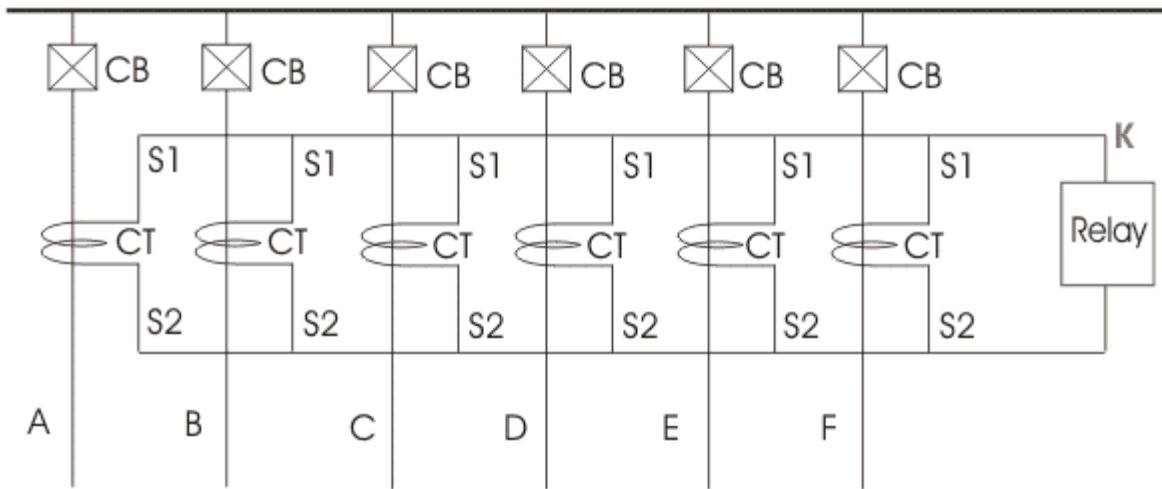 CB CB CB CB CB CB
K
S1 S1 S1 S1 S1 S1
CT CT CT CT CT CT Relay
S2 S2 S2 S2 S2 S2
A B C D E F